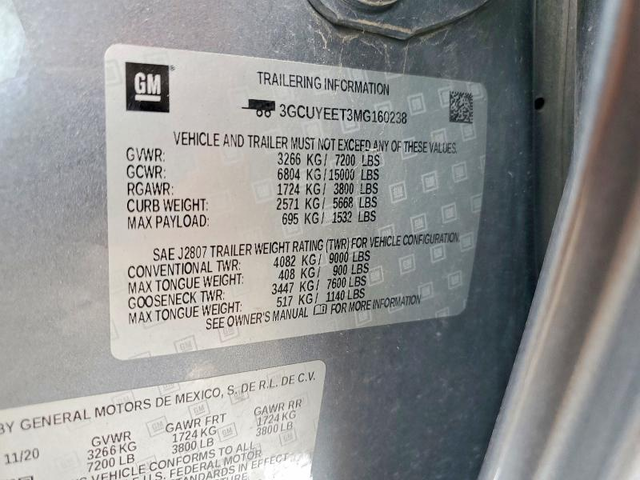 GM
TRAILERING INFORMATION
3GCUYEET3MG160238
VEHICLE AND TRAILER MUST NOT EXCEED ANY OF THESE VALUES.
GVWR: 3266 KG / 7200 LBS
GCWR: 6804 KG / 15000 LBS
RGAWR: 1724 KG / 3800 LBS
CURB WEIGHT: 2571 KG / 5668 LBS
MAX PAYLOAD: 695 KG / 1532 LBS
SAE J2807 TRAILER WEIGHT RATING (TWR) FOR VEHICLE CONFIGURATION.
CONVENTIONAL TWR: 4082 KG / 9000 LBS
MAX TONGUE WEIGHT: 408 KG / 900 LBS
GOOSENECK TWR: 3447 KG / 7600 LBS
MAX TONGUE WEIGHT: 517 KG / 1140 LBS
SEE OWNER'S MANUAL FOR MORE INFORMATION
BY GENERAL MOTORS DE MEXICO, S. DE R.L. DE C.V.
11/20 GVWR GAWR FRT GAWR RR
3266 KG 1724 KG 1724 KG
7200 LB 3800 LB 3800 LB
VEHICLE CONFORMS TO ALL
U.S. FEDERAL MOTOR
STANDARDS IN EFFECT